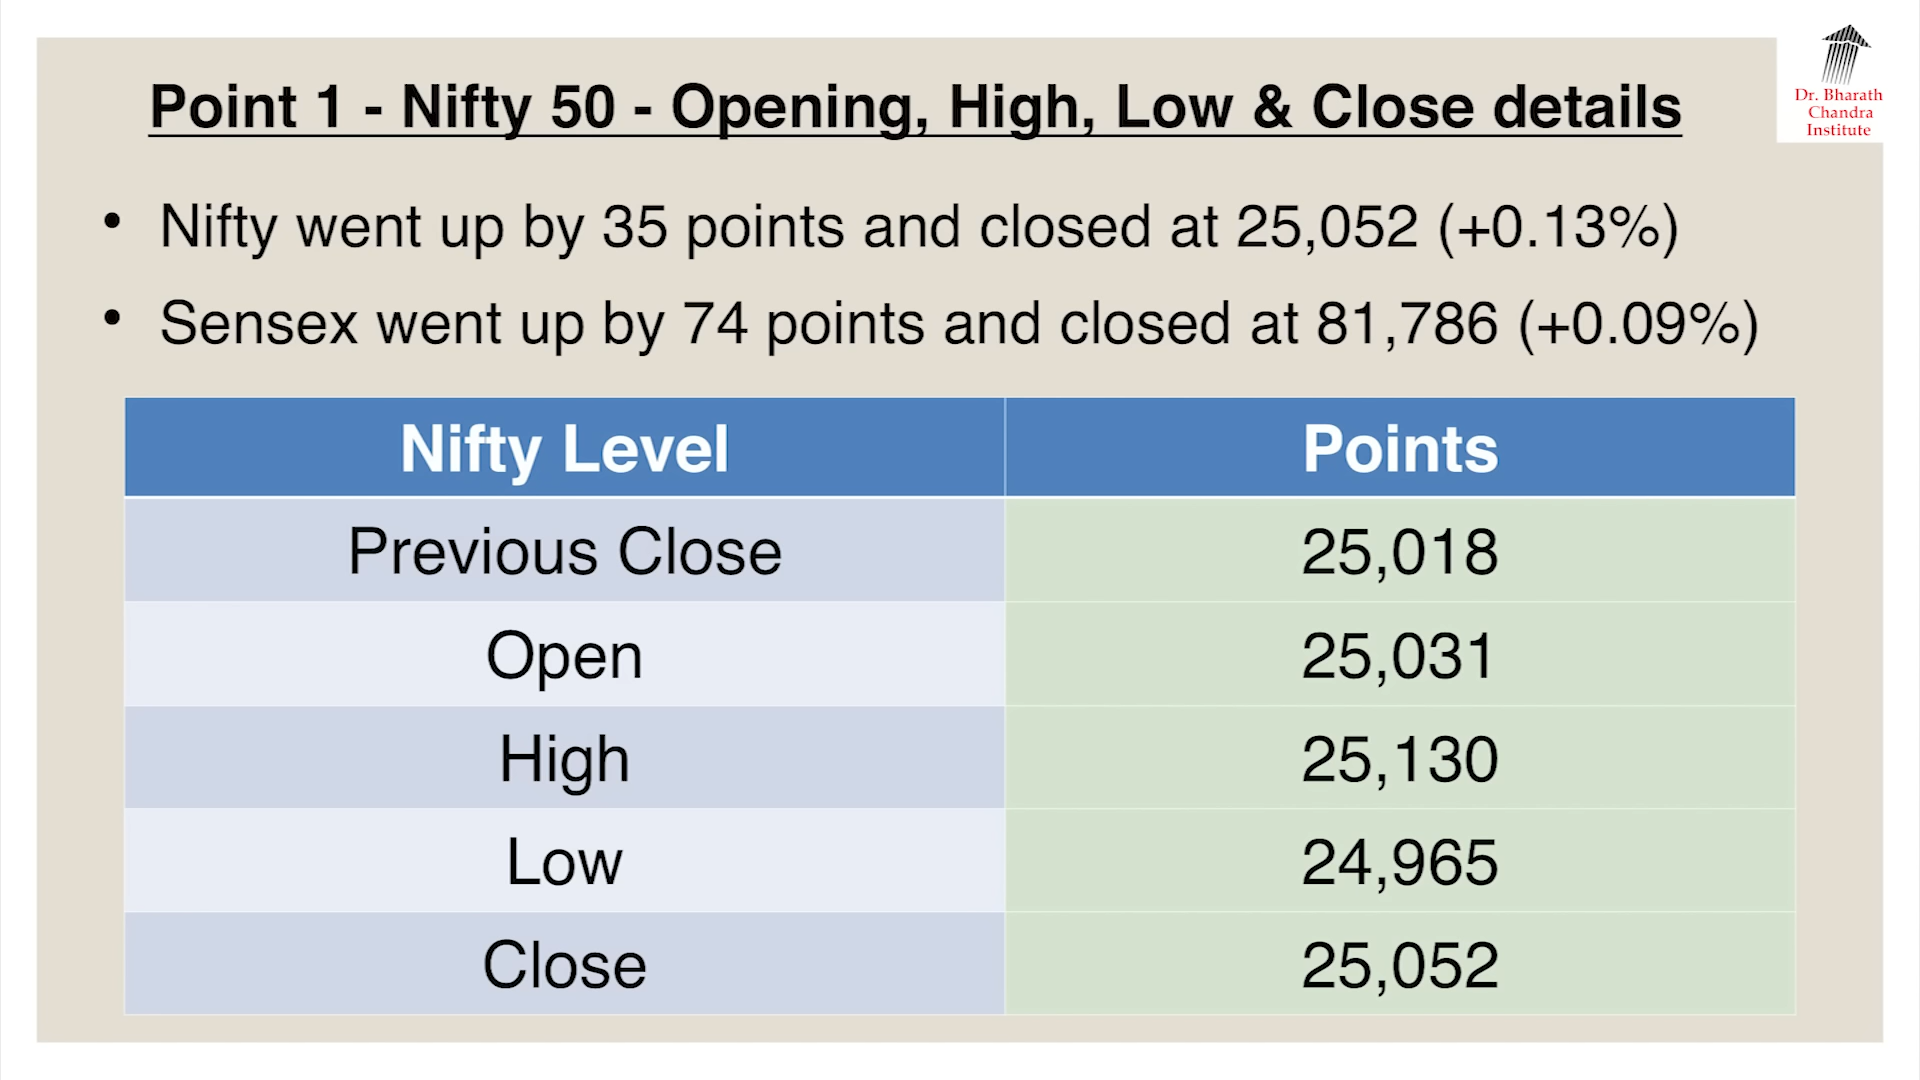 Point 1 - Nifty 50 - Opening, High, Low & Close details
Dr. Bharath
Chandra
Institute
• Nifty went up by 35 points and closed at 25,052 (+0.13%)
• Sensex went up by 74 points and closed at 81,786 (+0.09%)
Nifty Level Points
Previous Close 25,018
Open 25,031
High 25,130
Low 24,965
Close 25,052